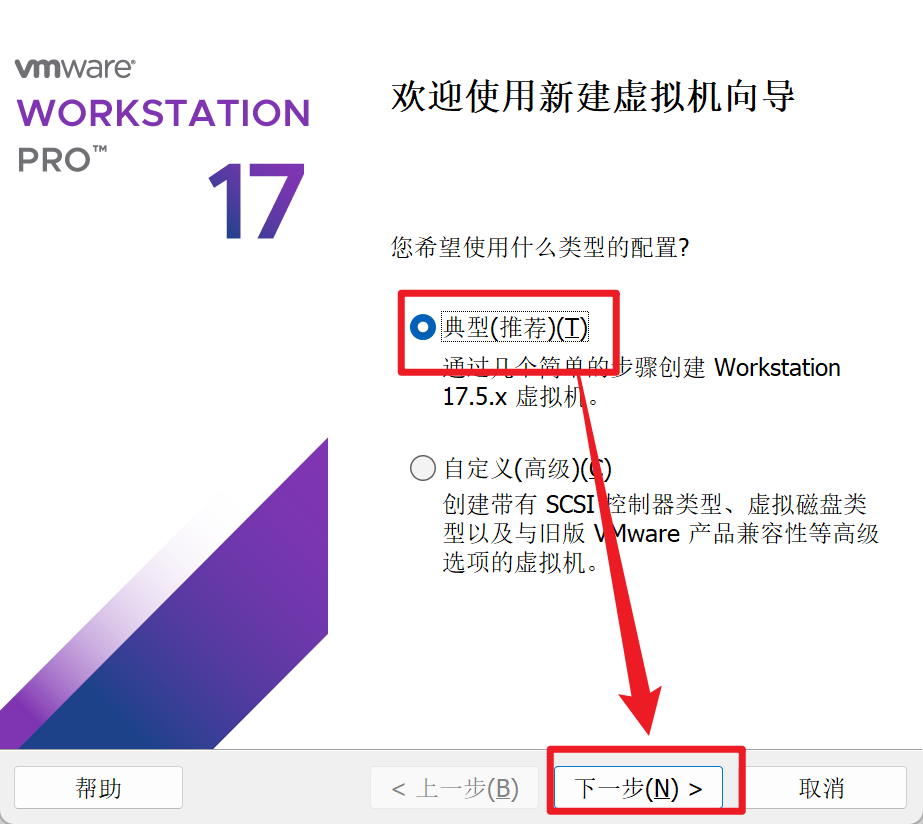 vmware®
WORKSTATION
PRO™
17
欢迎使用新建虚拟机向导
您希望使用什么类型的配置?
典型(推荐)(T)
通过几个简单的步骤创建 Workstation
17.5.x 虚拟机。
自定义(高级)(C)
创建带有 SCSI 控制器类型、虚拟磁盘类
型以及与旧版 VMware 产品兼容性等高级
选项的虚拟机。
帮助
< 上一步(B)
下一步(N) >
取消